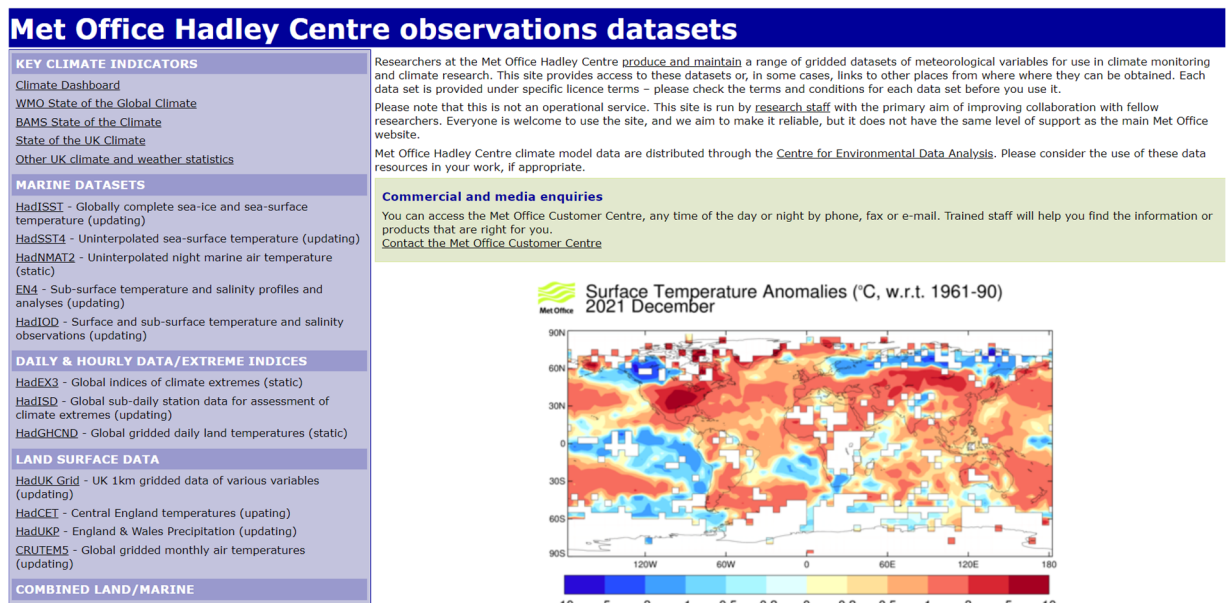 Met Office Hadley Centre observations datasets
KEY CLIMATE INDICATORS
Climate Dashboard
WMO State of the Global Climate
BAMS State of the Climate
State of the UK Climate
Other UK climate and weather statistics
MARINE DATASETS
HadISST - Globally complete sea-ice and sea-surface
temperature (updating)
HadSST4 - Uninterpolated sea-surface temperature (updating)
HadNMAT2 - Uninterpolated night marine air temperature
(static)
EN4 - Sub-surface temperature and salinity profiles and
analyses (updating)
HadIOD - Surface and sub-surface temperature and salinity
observations (updating)
DAILY & HOURLY DATA/EXTREME INDICES
HadEX3 - Global indices of climate extremes (static)
HadISD - Global sub-daily station data for assessment of
climate extremes (updating)
HadGHCND - Global gridded daily land temperatures (static)
LAND SURFACE DATA
HadUK Grid - UK 1km gridded data of various variables
(updating)
HadCET - Central England temperatures (upating)
HadUKP - England & Wales Precipitation (updating)
CRUTEM5 - Global gridded monthly air temperatures
(updating)
COMBINED LAND/MARINE
Researchers at the Met Office Hadley Centre produce and maintain a range of gridded datasets of meteorological variables for use in climate monitoring
and climate research. This site provides access to these datasets or, in some cases, links to other places from where where they can be obtained. Each
data set is provided under specific licence terms – please check the terms and conditions for each data set before you use it.
Please note that this is not an operational service. This site is run by research staff with the primary aim of improving collaboration with fellow
researchers. Everyone is welcome to use the site, and we aim to make it reliable, but it does not have the same level of support as the main Met Office
website.
Met Office Hadley Centre climate model data are distributed through the Centre for Environmental Data Analysis. Please consider the use of these data
resources in your work, if appropriate.
Commercial and media enquiries
You can access the Met Office Customer Centre, any time of the day or night by phone, fax or e-mail. Trained staff will help you find the information or
products that are right for you.
Contact the Met Office Customer Centre
Met Office
Surface Temperature Anomalies (°C, w.r.t. 1961-90)
2021 December
90N
60N
30N
0
30S
60S
90S
120W 60W 0 60E 120E 180